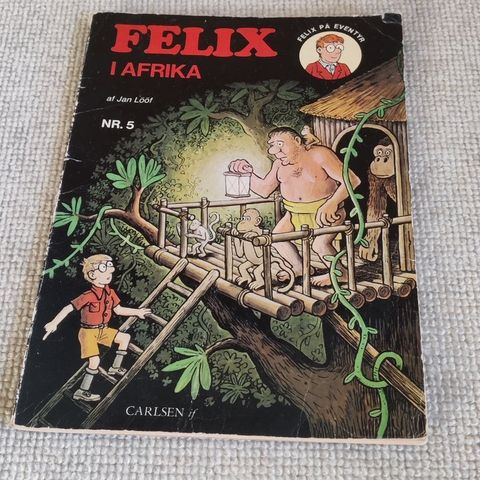 FELIX
I AFRIKA
af Jan Lööf
NR. 5
FELIX PÅ EVENTYR
CARLSEN if